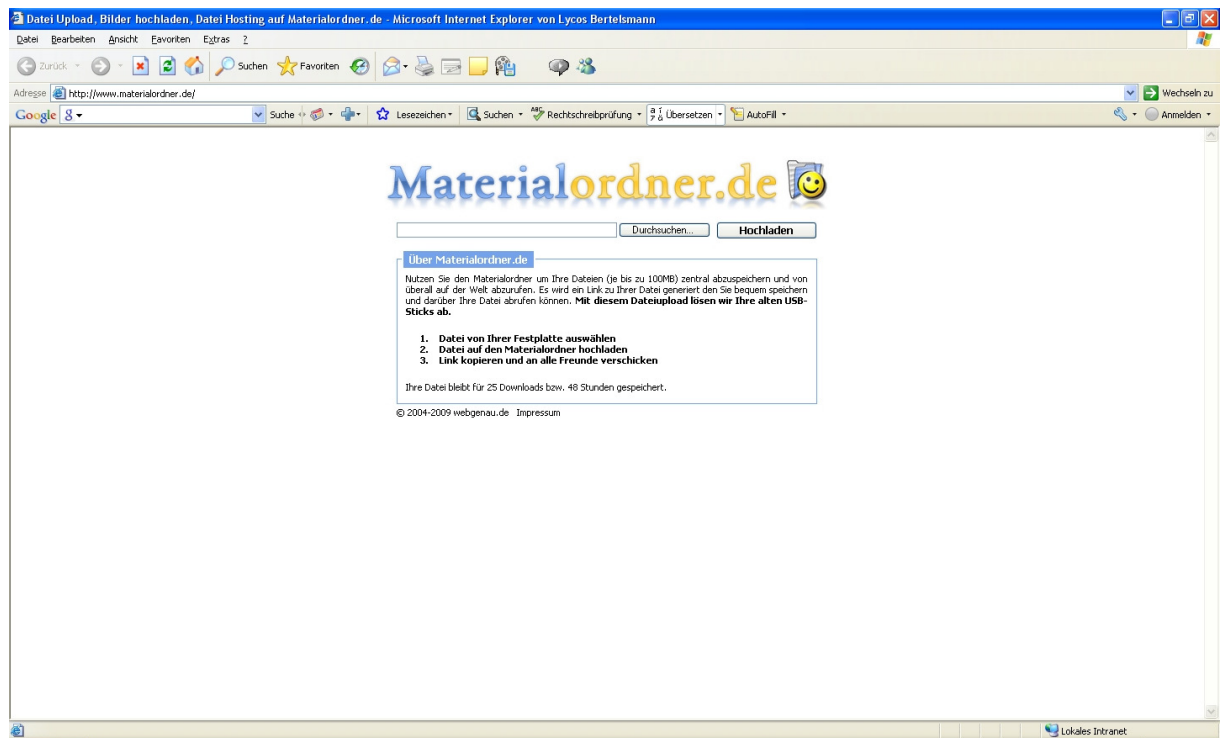 Datei Upload, Bilder hochladen, Datei Hosting auf Materialordner.de - Microsoft Internet Explorer von Lycos Bertelsmann
Datei Bearbeiten Ansicht Favoriten Extras ?
Zurück Suchen Favoriten
Adresse http://www.materialordner.de/ Wechseln zu
Google Suche Lesezeichen Suchen Rechtschreibprüfung Übersetzen AutoFill Anmelden
Materialordner.de
Durchsuchen... Hochladen
Über Materialordner.de
Nutzen Sie den Materialordner um Ihre Dateien (je bis zu 100MB) zentral abzuspeichern und von
überall auf der Welt abzurufen. Es wird ein Link zu Ihrer Datei generiert den Sie bequem speichern
und darüber Ihre Datei abrufen können. Mit diesem Dateiupload lösen wir Ihre alten USB-
Sticks ab.
1. Datei von Ihrer Festplatte auswählen
2. Datei auf den Materialordner hochladen
3. Link kopieren und an alle Freunde verschicken
Ihre Datei bleibt für 25 Downloads bzw. 48 Stunden gespeichert.
© 2004-2009 webgenau.de Impressum
Lokales Intranet